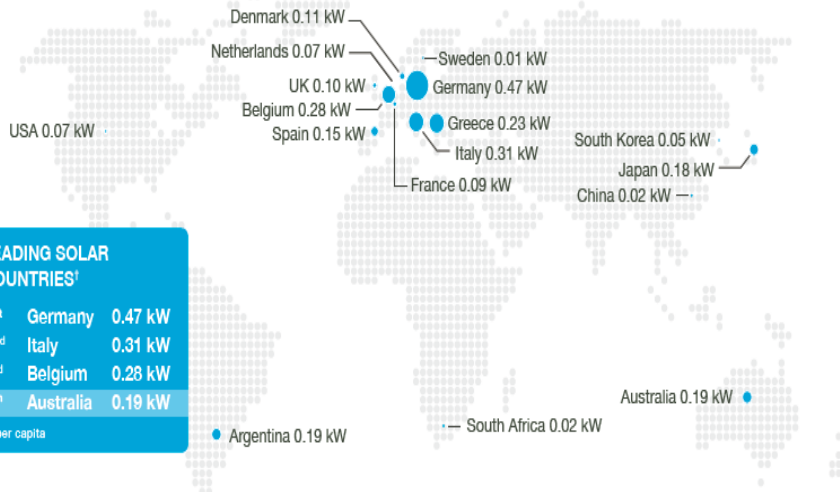 Denmark 0.11 kW
Netherlands 0.07 kW
Sweden 0.01 kW
UK 0.10 kW
Germany 0.47 kW
Belgium 0.28 kW
USA 0.07 kW
Spain 0.15 kW
Greece 0.23 kW
Italy 0.31 kW
South Korea 0.05 kW
Japan 0.18 kW
France 0.09 kW
China 0.02 kW
EADING SOLAR
OUNTRIES†
Germany 0.47 kW
Italy 0.31 kW
Belgium 0.28 kW
Australia 0.19 kW
er capita
Australia 0.19 kW
South Africa 0.02 kW
Argentina 0.19 kW